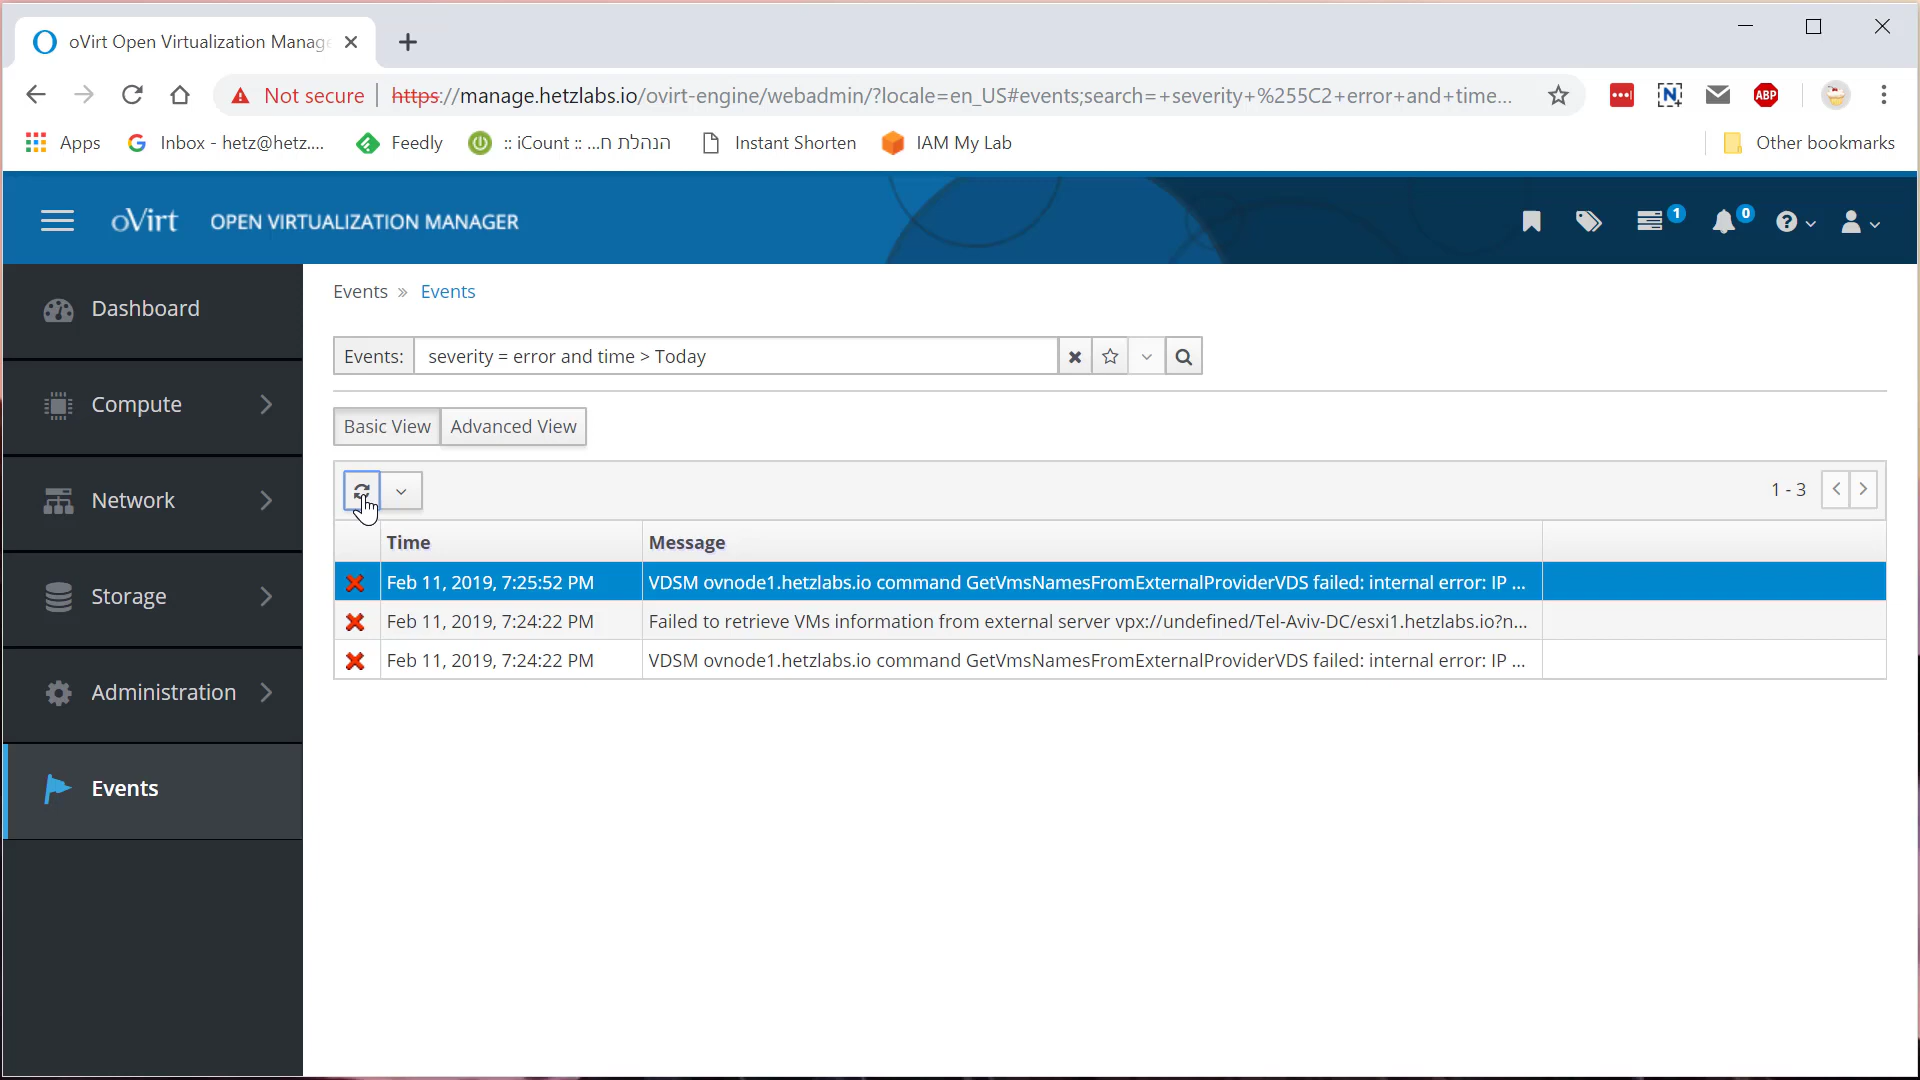 oVirt Open Virtualization Manag
Not secure
https://manage.hetzlabs.io/ovirt-engine/webadmin/?locale=en_US#events;search=+severity+%255C2+error+and+time...
ABP
Apps
Inbox - hetz@hetz....
Feedly
:: iCount :: ...הנהלת ח
Instant Shorten
IAM My Lab
Other bookmarks
oVirt OPEN VIRTUALIZATION MANAGER
1
0
Dashboard
Compute
Network
Storage
Administration
Events
Events » Events
Events: severity = error and time > Today
Basic View Advanced View
1 - 3
Time Message
Feb 11, 2019, 7:25:52 PM VDSM ovnode1.hetzlabs.io command GetVmsNamesFromExternalProviderVDS failed: internal error: IP ...
Feb 11, 2019, 7:24:22 PM Failed to retrieve VMs information from external server vpx://undefined/Tel-Aviv-DC/esxi1.hetzlabs.io?n...
Feb 11, 2019, 7:24:22 PM VDSM ovnode1.hetzlabs.io command GetVmsNamesFromExternalProviderVDS failed: internal error: IP ...